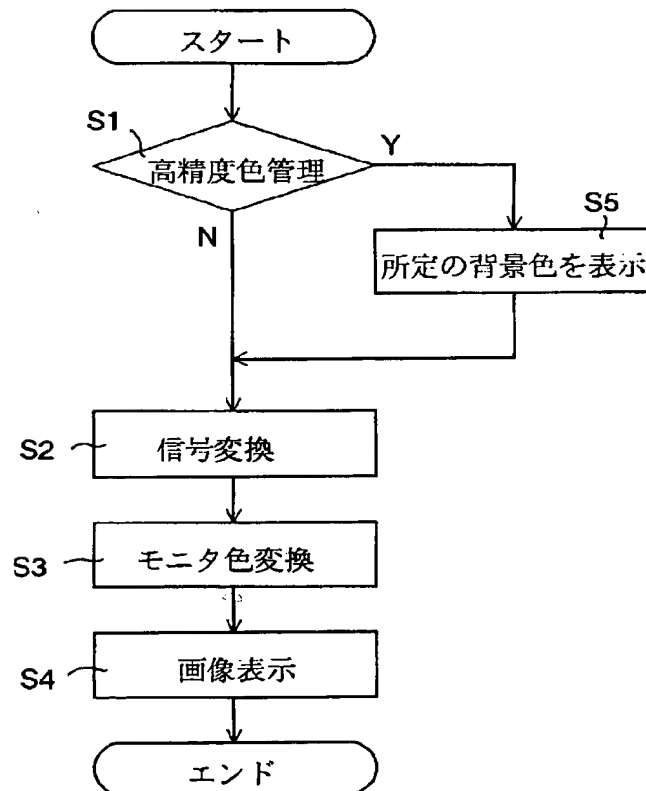 スタート
S1
高精度色管理
Y
N
S5
所定の背景色を表示
S2
信号変換
S3
モニタ色変換
S4
画像表示
エンド